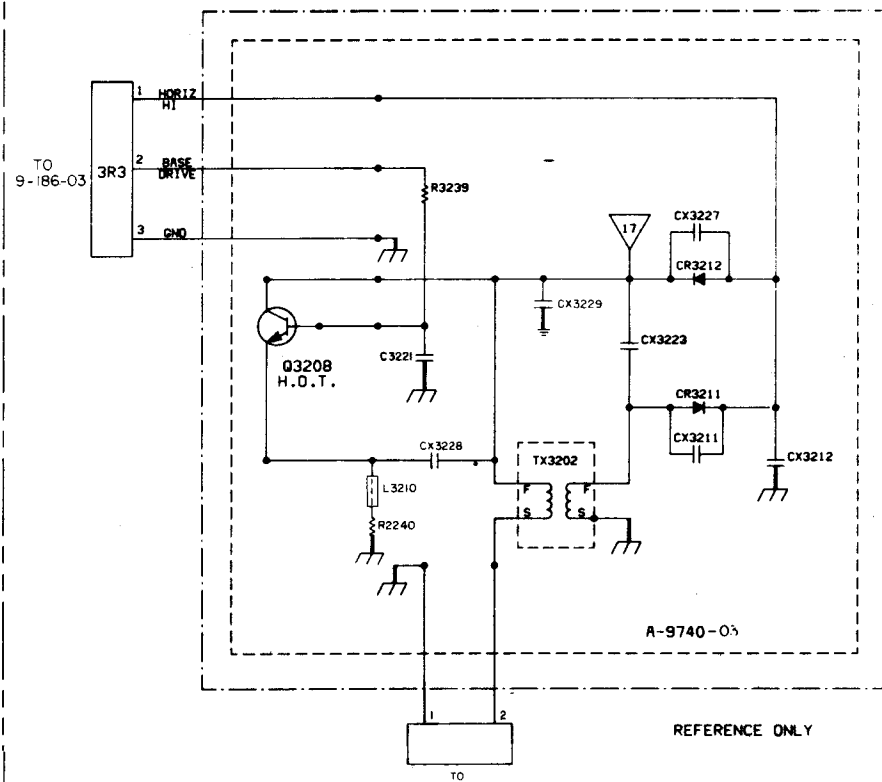 1 HORIZ
HI
TO
9-186-03
3R3
2 BASE
DRIVE
3 GND
R3239
17
CX3227
CR3212
CX3229
CX3223
Q3208
H.O.T.
C3221
CR3211
CX3211
CX3228
TX3202
CX3212
L3210
F
F
S
S
R2240
A-9740-03
1
2
REFERENCE ONLY
TO